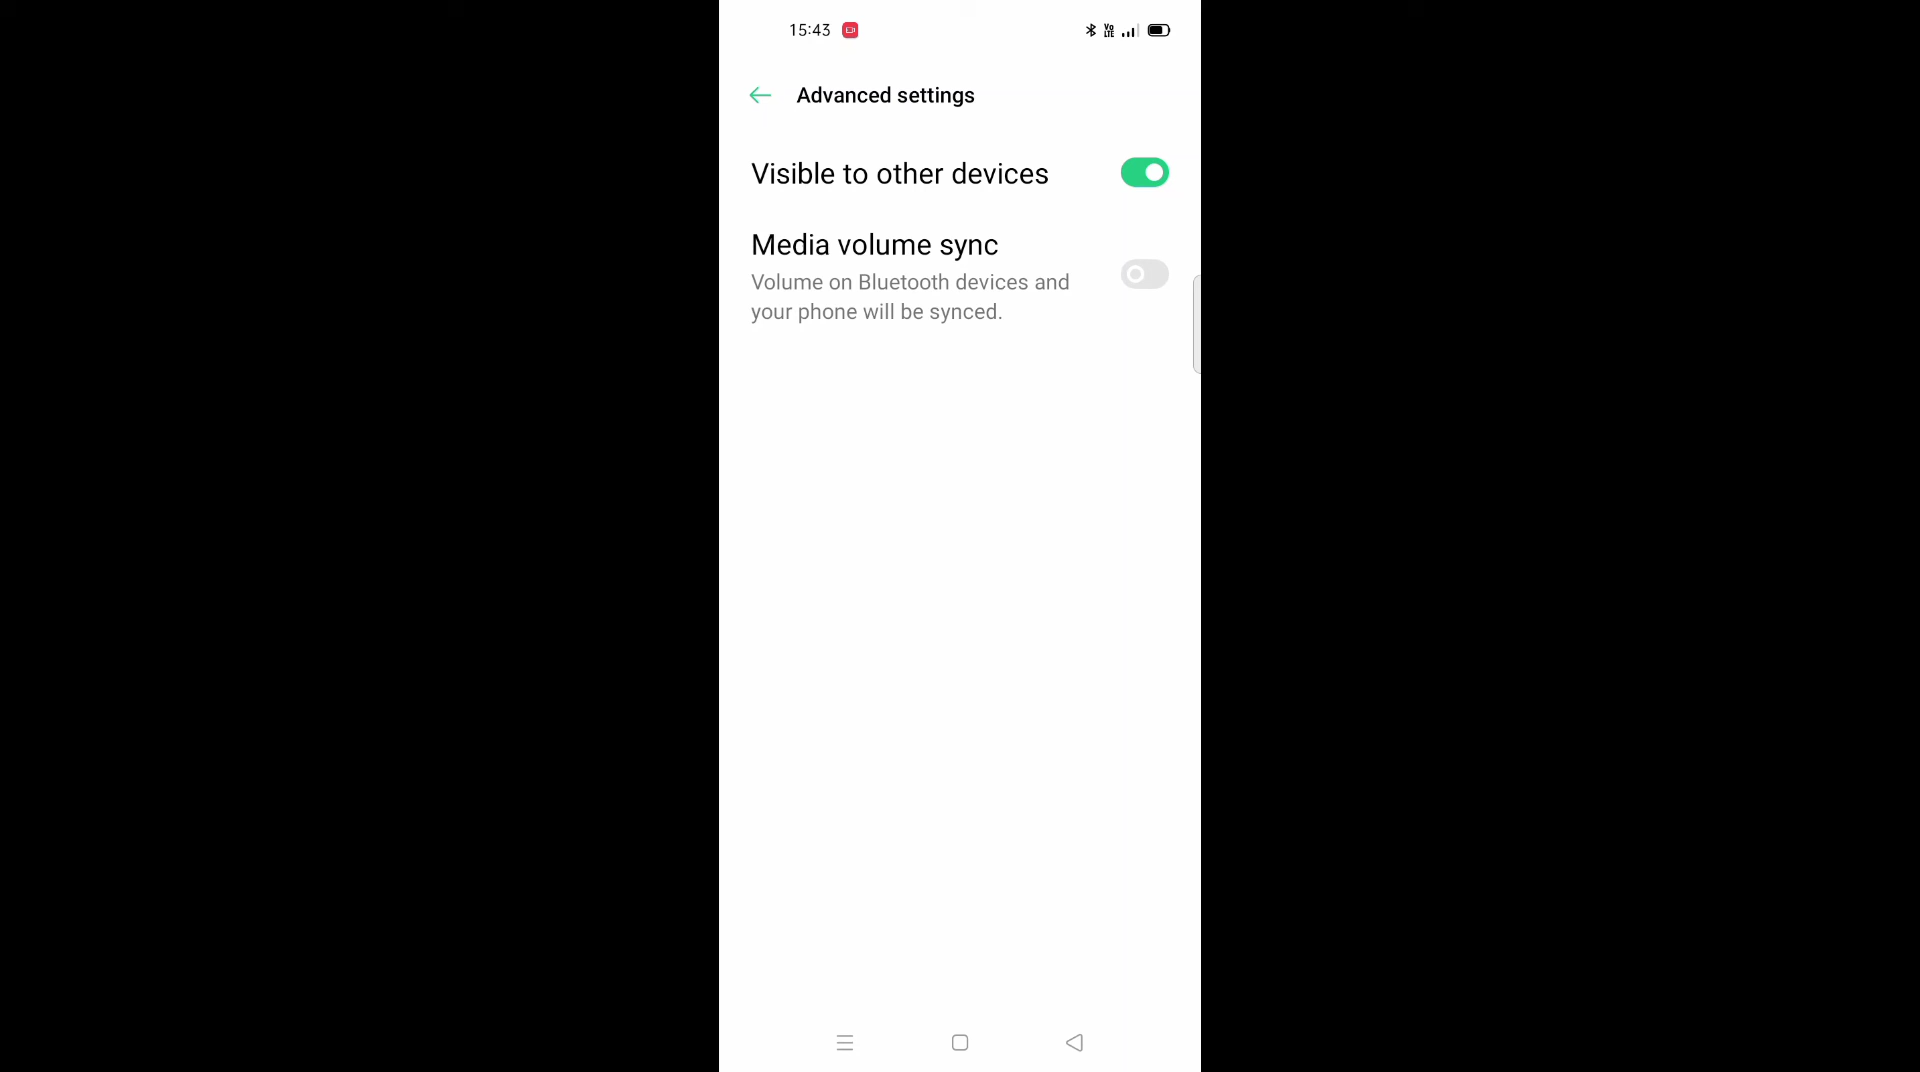 15:43
VoLTE
Advanced settings
Visible to other devices
Media volume sync
Volume on Bluetooth devices and
your phone will be synced.